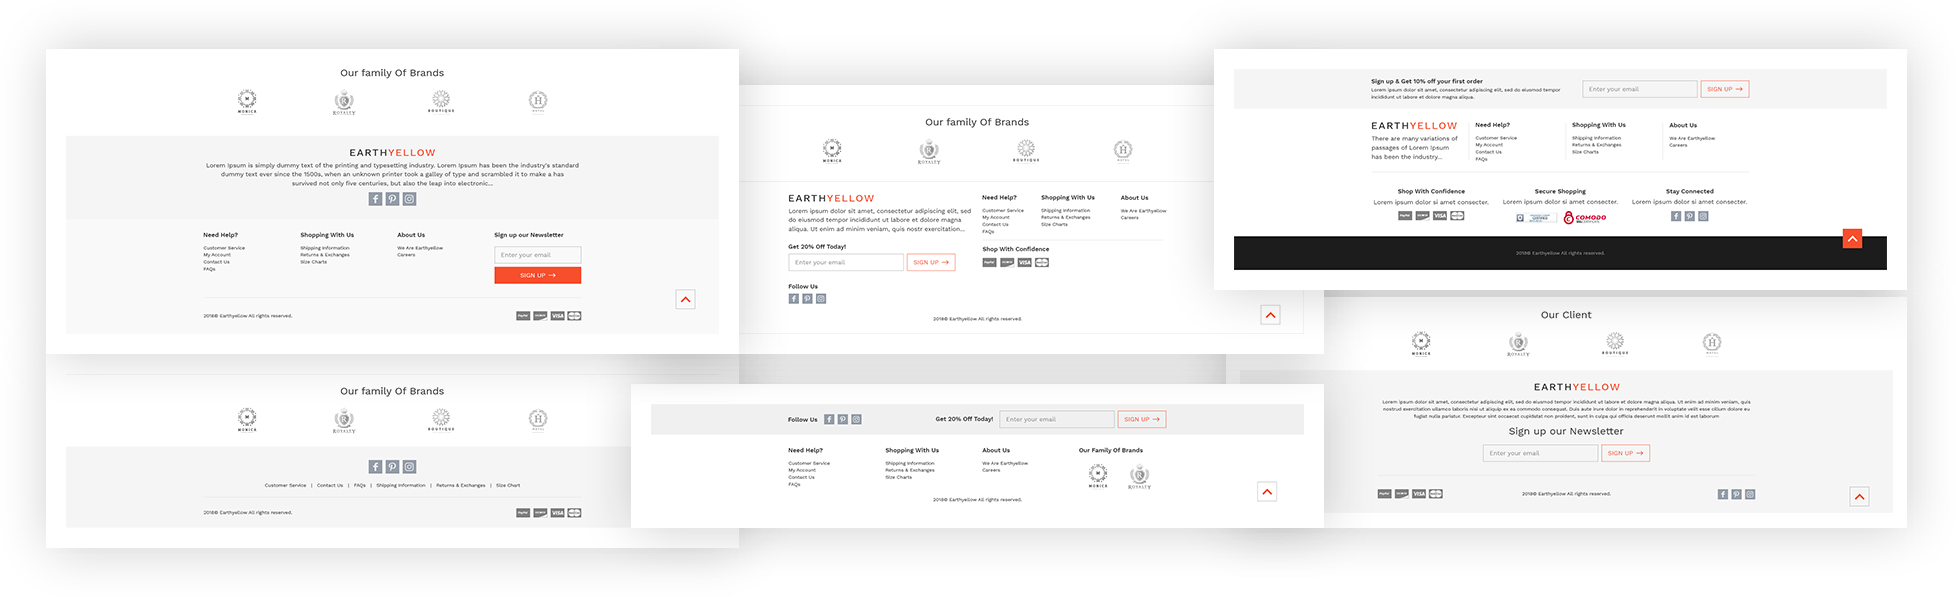 Our family Of Brands
MONICA
ROYALTY
BOUTIQUE
HOTEL
EARTHYELLOW
Lorem Ipsum is simply dummy text of the printing and typesetting industry. Lorem Ipsum has been the industry's standard
dummy text ever since the 1500s, when an unknown printer took a galley of type and scrambled it to make a has
survived not only five centuries, but also the leap into electronic...
Need Help?
Customer Service
My Account
Contact Us
FAQs
Shopping With Us
Shipping Information
Returns & Exchanges
Size Charts
About Us
We Are Earthyellow
Careers
Sign up our Newsletter
Enter your email
SIGN UP
2018© Earthyellow All rights reserved.
PayPal
VISA
Our family Of Brands
MONICA
ROYALTY
BOUTIQUE
HOTEL
Customer Service | Contact Us | FAQs | Shipping Information | Returns & Exchanges | Size Chart
2018© Earthyellow All rights reserved.
PayPal
VISA
Our family Of Brands
MONICA
ROYALTY
BOUTIQUE
HOTEL
EARTHYELLOW
Lorem ipsum dolor sit amet, consectetur adipiscing elit, sed
do eiusmod tempor incididunt ut labore et dolore magna
aliqua. Ut enim ad minim veniam, quis nostr exercitation...
Get 20% Off Today!
Enter your email
SIGN UP
Follow Us
Need Help?
Customer Service
My Account
Contact Us
FAQs
Shopping With Us
Shipping Information
Returns & Exchanges
Size Charts
About Us
We Are Earthyellow
Careers
Shop With Confidence
PayPal
VISA
2018© Earthyellow All rights reserved.
Follow Us
Get 20% Off Today!
Enter your email
SIGN UP
Need Help?
Customer Service
My Account
Contact Us
FAQs
Shopping With Us
Shipping Information
Returns & Exchanges
Size Charts
About Us
We Are Earthyellow
Careers
Our Family Of Brands
MONICA
ROYALTY
2018© Earthyellow All rights reserved.
Sign up & Get 10% off your first order
Lorem ipsum dolor sit amet, consectetur adipiscing elit, sed do eiusmod tempor
incididunt ut labore et dolore magna aliqua.
Enter your email
SIGN UP
EARTHYELLOW
There are many variations of
passages of Lorem Ipsum
has been the industry...
Need Help?
Customer Service
My Account
Contact Us
FAQs
Shopping With Us
Shipping Information
Returns & Exchanges
Size Charts
About Us
We Are Earthyellow
Careers
Shop With Confidence
Lorem ipsum dolor si amet consecter.
PayPal
VISA
Secure Shopping
Lorem ipsum dolor si amet consecter.
COMODO
Stay Connected
Lorem ipsum dolor si amet consecter.
2018© Earthyellow All rights reserved.
Our Client
MONICA
ROYALTY
BOUTIQUE
HOTEL
EARTHYELLOW
Lorem ipsum dolor sit amet, consectetur adipiscing elit, sed do eiusmod tempor incididunt ut labore et dolore magna aliqua. Ut enim ad minim veniam, quis
nostrud exercitation ullamco laboris nisi ut aliquip ex ea commodo consequat. Duis aute irure dolor in reprehenderit in voluptate velit esse cillum dolore eu
fugiat nulla pariatur. Excepteur sint occaecat cupidatat non proident, sunt in culpa qui officia deserunt mollit anim id est laborum
Sign up our Newsletter
Enter your email
SIGN UP
PayPal
VISA
2018© Earthyellow All rights reserved.